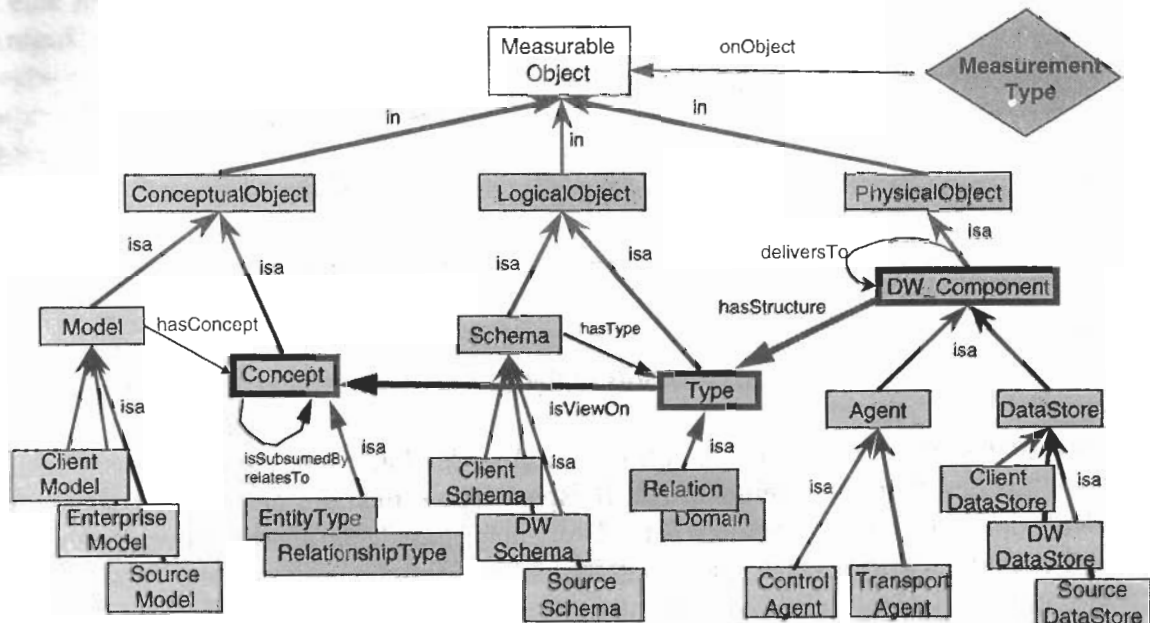 Measurable
Object
onObject
Measurement
Type
in
in
in
ConceptualObject
LogicalObject
PhysicalObject
isa
isa
isa
isa
isa
deliversTo
DW_Component
hasStructure
Model
hasConcept
Schema
hasType
isa
Concept
Type
isViewOn
Agent
DataStore
isa
isSubsumedBy
relatesTo
isa
isa
isa
isa
isa
Client
Model
Client
Schema
Relation
Domain
Client
DataStore
Enterprise
Model
EntityType
RelationshipType
DW
Schema
DW
DataStore
Source
Model
Source
Schema
Control
Agent
Transport
Agent
Source
DataStore